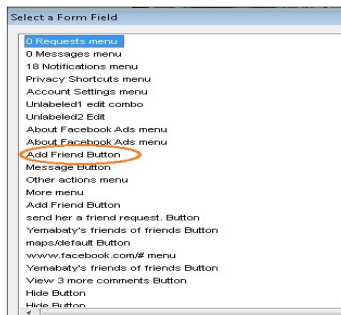 Select a Form Field
0 Requests menu
0 Messages menu
18 Notifications menu
Privacy Shortcuts menu
Account Settings menu
Unlabeled1 edit combo
Unlabeled2 Edit
About Facebook Ads menu
About Facebook Ads menu
Add Friend Button
Message Button
Other actions menu
More menu
Add Friend Button
send her a friend request. Button
Yemabaty's friends of friends Button
maps/default Button
www.facebook.com/# menu
Yemabaty's friends of friends Button
View 3 more comments Button
Hide Button
Hide Button